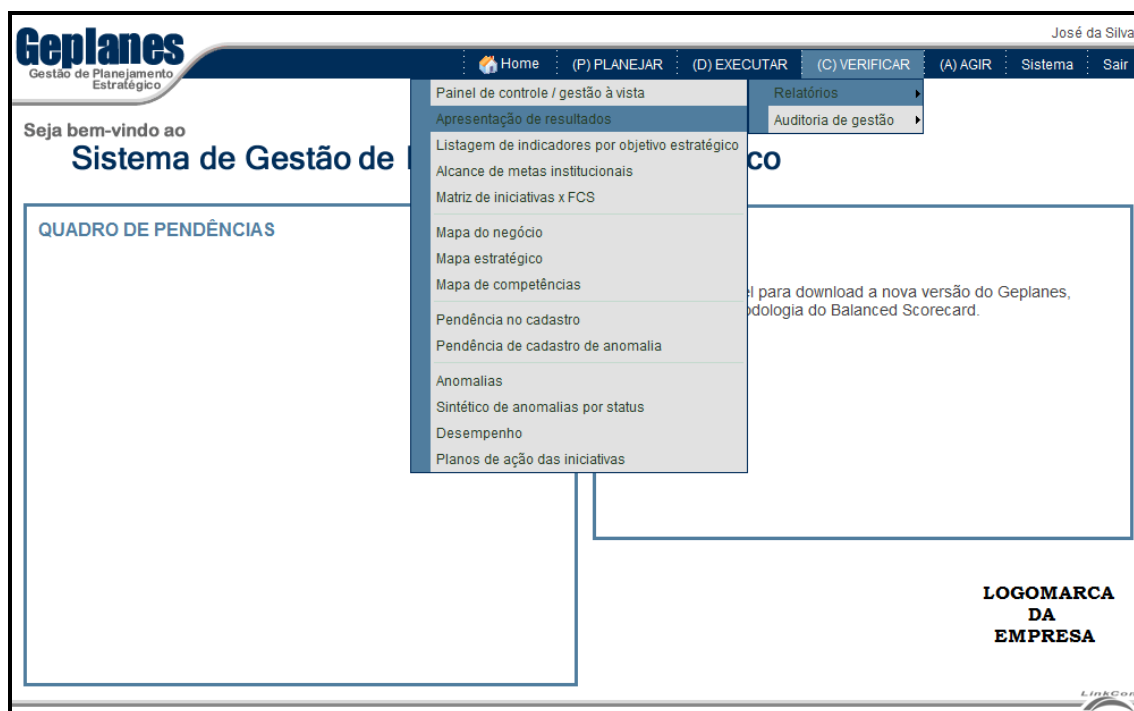 José da Silva
Geplanes
Gestão de Planejamento
Estratégico
Home
(P) PLANEJAR
(D) EXECUTAR
(C) VERIFICAR
(A) AGIR
Sistema
Sair
Painel de controle / gestão à vista
Apresentação de resultados
Listagem de indicadores por objetivo estratégico
Alcance de metas institucionais
Matriz de iniciativas x FCS
Mapa do negócio
Mapa estratégico
Mapa de competências
Pendência no cadastro
Pendência de cadastro de anomalia
Anomalias
Sintético de anomalias por status
Desempenho
Planos de ação das iniciativas
Relatórios
Auditoria de gestão
Seja bem-vindo ao
Sistema de Gestão de
co
QUADRO DE PENDÊNCIAS
para download a nova versão do Geplanes,
do Balanced Scorecard.
LOGOMARCA
DA
EMPRESA